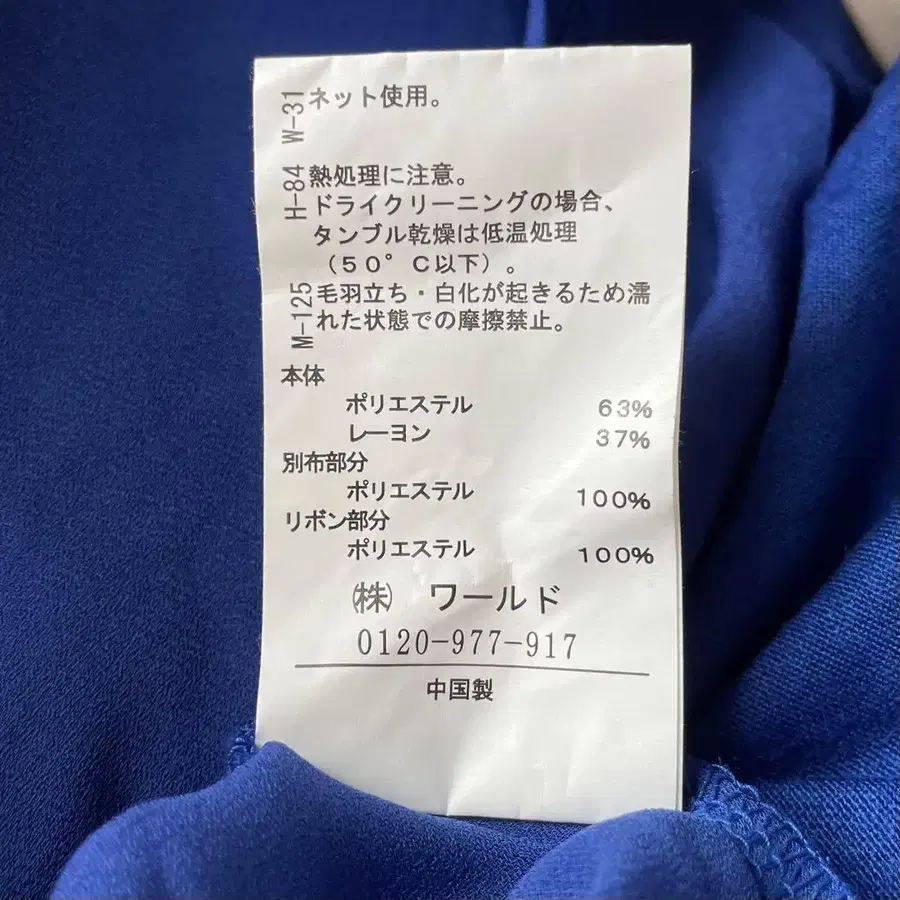 W-31
ネット使用。
H-84
熱処理に注意。
ドライクリーニングの場合、
タンブル乾燥は低温処理
（５０°Ｃ以下）。
M-125
毛羽立ち・白化が起きるため濡
れた状態での摩擦禁止。
本体
ポリエステル 63%
レーヨン 37%
別布部分
ポリエステル 100%
リボン部分
ポリエステル 100%
㈱ ワールド
0120-977-917
中国製